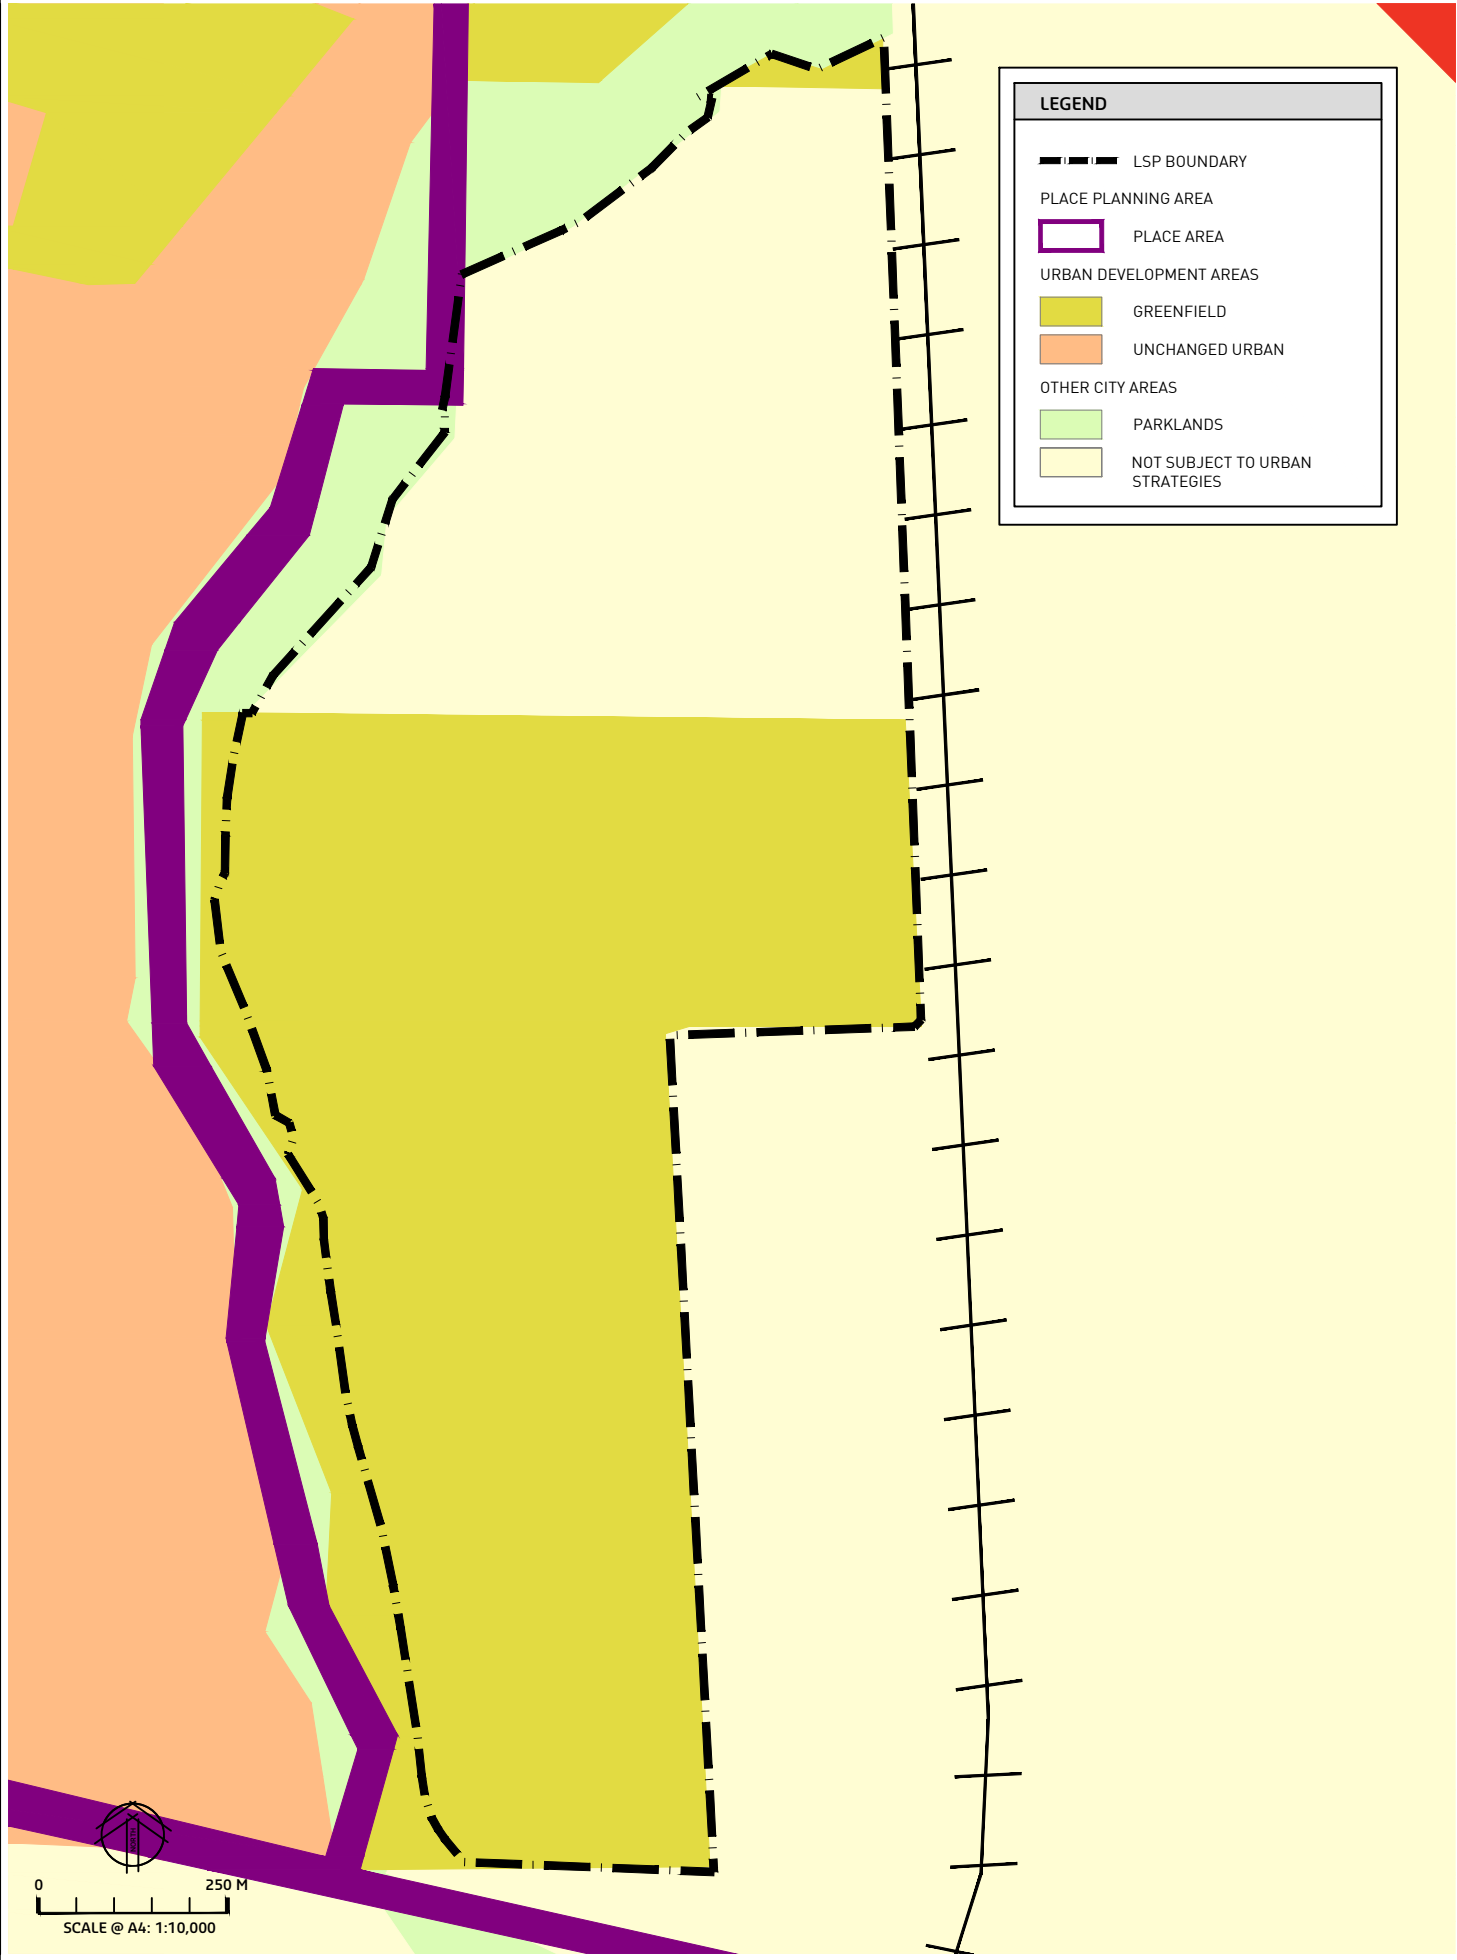 LEGEND
LSP BOUNDARY
PLACE PLANNING AREA
PLACE AREA
URBAN DEVELOPMENT AREAS
GREENFIELD
UNCHANGED URBAN
OTHER CITY AREAS
PARKLANDS
NOT SUBJECT TO URBAN
STRATEGIES
NORTH
0 250 M
SCALE @ A4: 1:10,000